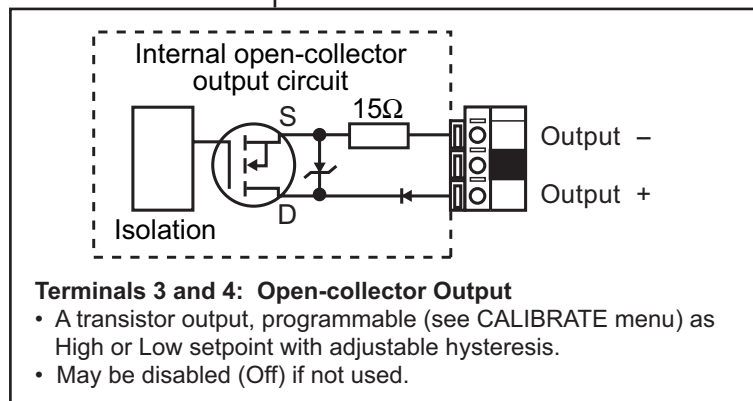 Internal open-collector
output circuit
S
15Ω
Output –
D
Output +
Isolation
Terminals 3 and 4: Open-collector Output
• A transistor output, programmable (see CALIBRATE menu) as
High or Low setpoint with adjustable hysteresis.
• May be disabled (Off) if not used.